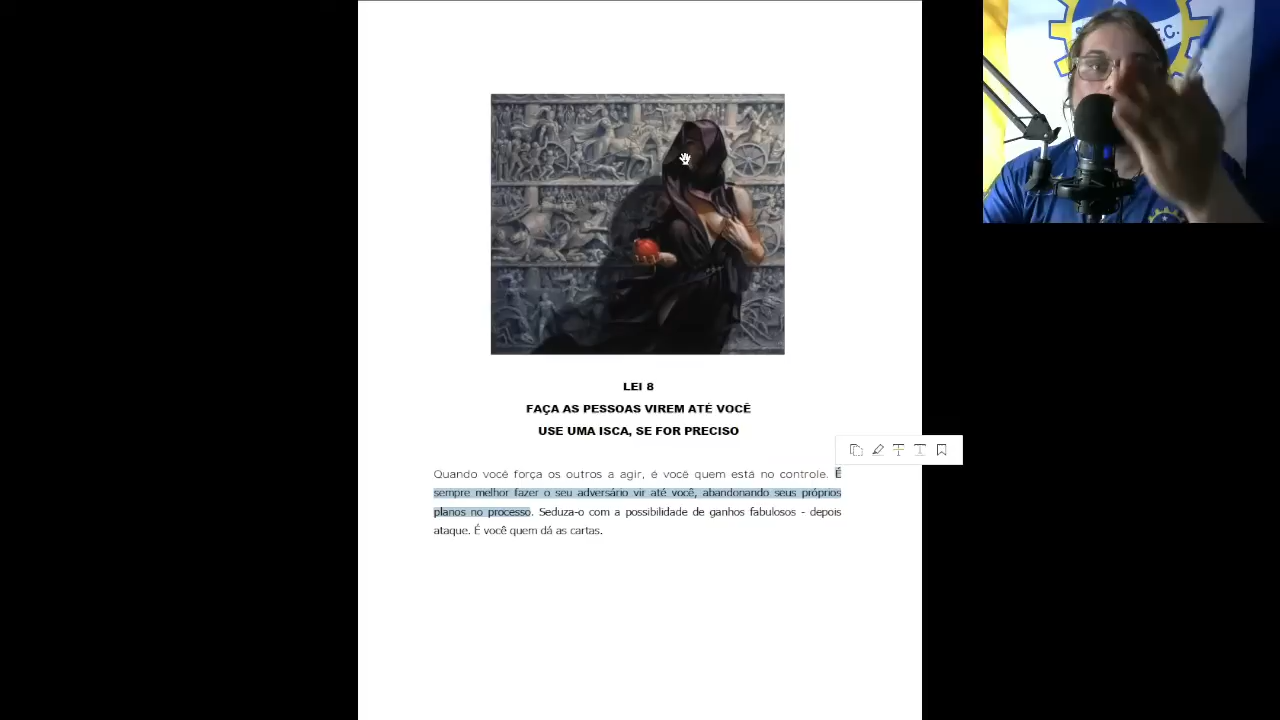 LEI 8
FAÇA AS PESSOAS VIREM ATÉ VOCÊ
USE UMA ISCA, SE FOR PRECISO
Quando você força os outros a agir, é você quem está no controle. É
sempre melhor fazer o seu adversário vir até você, abandonando seus próprios
planos no processo. Seduza-o com a possibilidade de ganhos fabulosos - depois
ataque. É você quem dá as cartas.